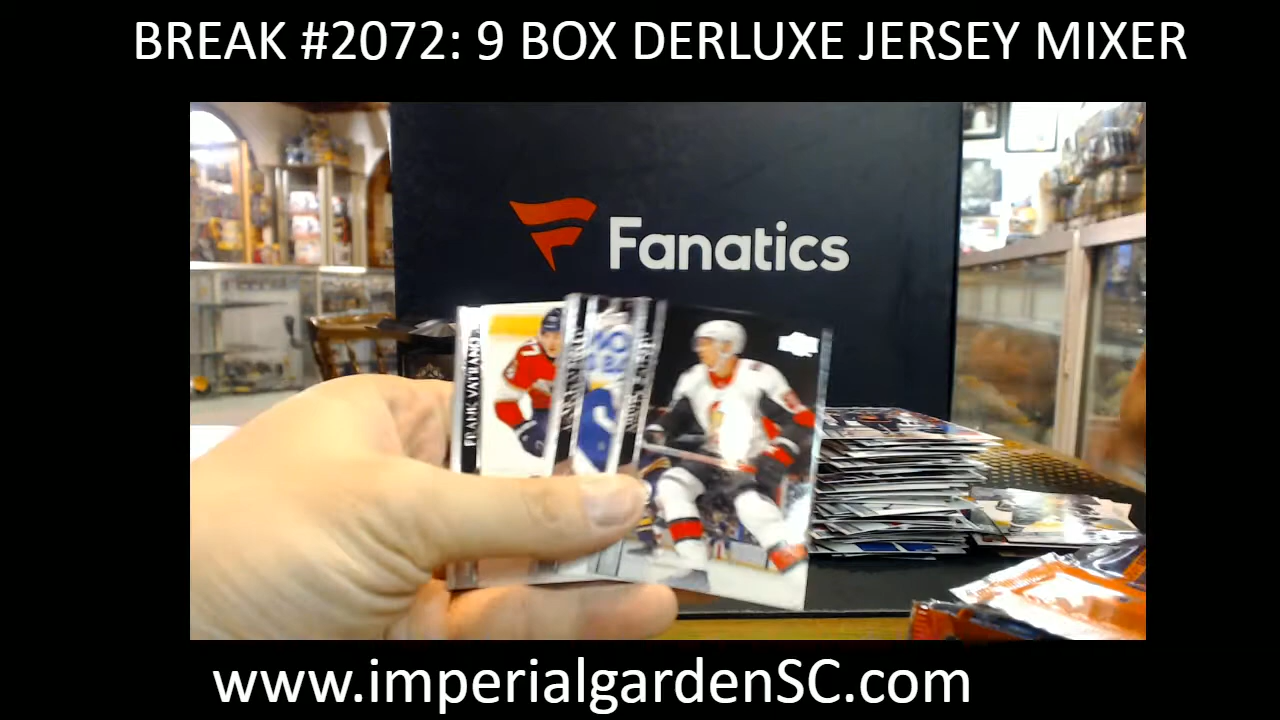 BREAK #2072: 9 BOX DERLUXE JERSEY MIXER
Fanatics
FRANK VATRANO
www.imperialgardenSC.com